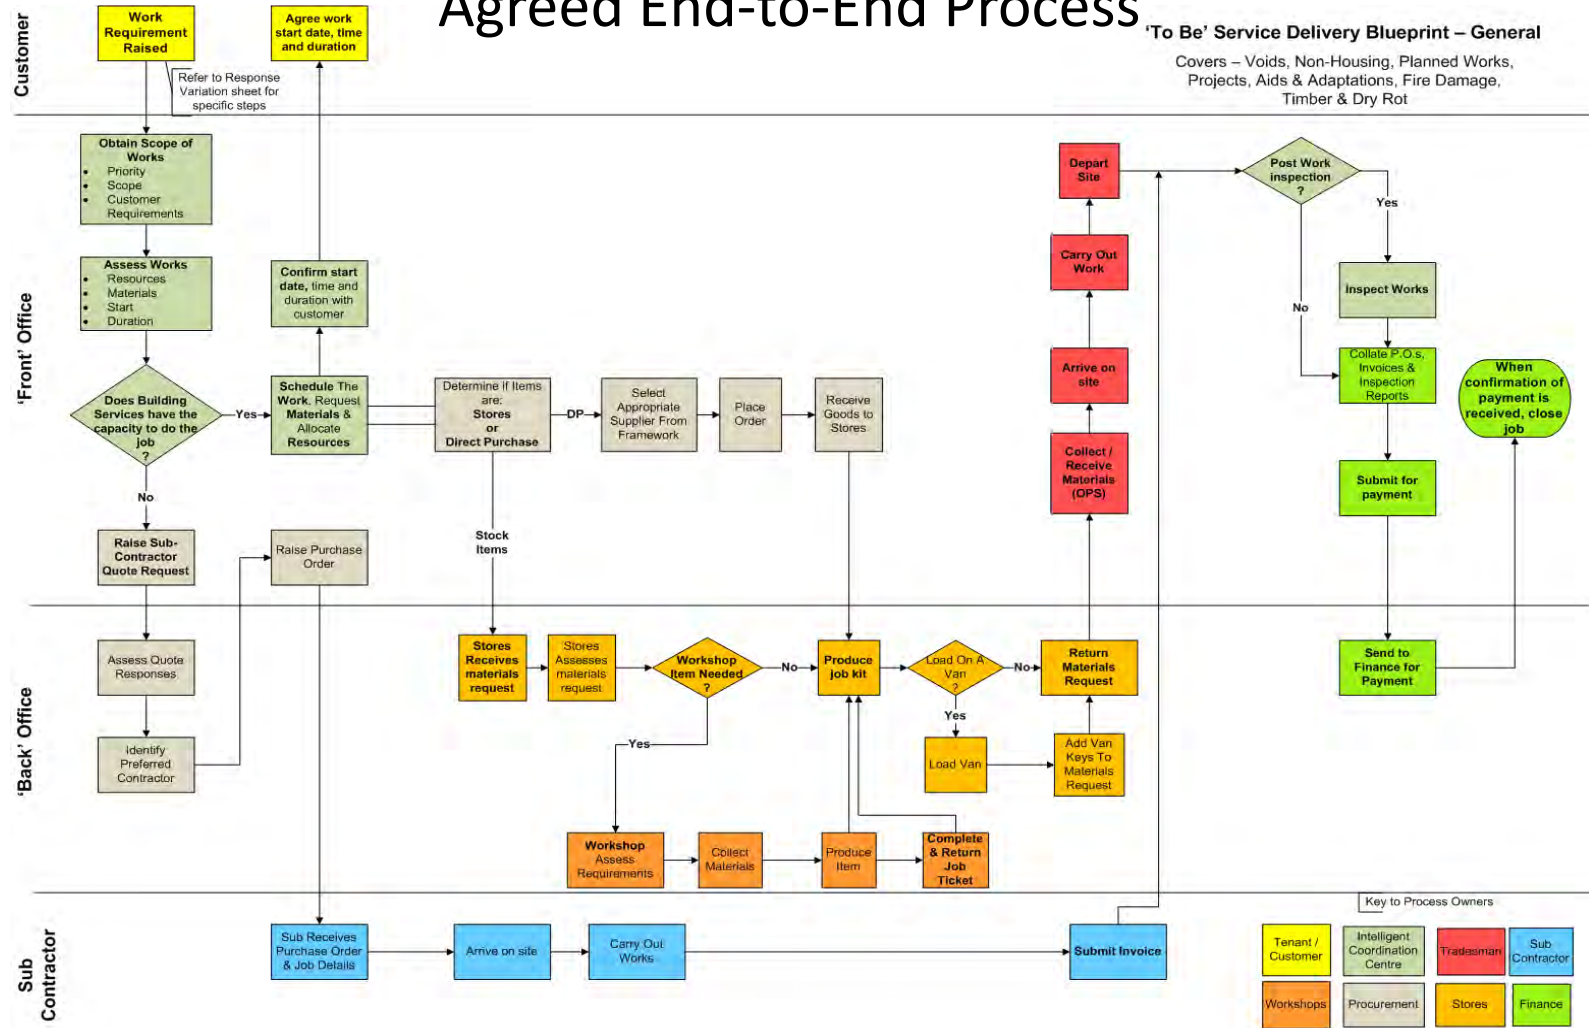 Agreed End-to-End Process
'To Be' Service Delivery Blueprint – General
Covers – Voids, Non-Housing, Planned Works,
Projects, Aids & Adaptations, Fire Damage,
Timber & Dry Rot
Customer
Work
Requirement
Raised
Agree work
start date, time
and duration
Refer to Response
Variation sheet for
specific steps
'Front' Office
Obtain Scope of
Works
• Priority
• Scope
• Customer
Requirements
Assess Works
• Resources
• Materials
• Start
• Duration
Confirm start
date, time and
duration with
customer
Does Building
Services have the
capacity to do the
job
?
Yes
No
Schedule The
Work, Request
Materials &
Allocate
Resources
Determine if Items
are:
Stores
or
Direct Purchase
DP
Select
Appropriate
Supplier From
Framework
Place
Order
Receive
Goods to
Stores
Stock
Items
Raise Sub-
Contractor
Quote Request
Raise Purchase
Order
Depart
Site
Carry Out
Work
Arrive on
site
Collect /
Receive
Materials
(OPS)
Post Work
inspection
?
Yes
No
Inspect Works
Collate P.O.s,
Invoices &
Inspection
Reports
Submit for
payment
When
confirmation of
payment is
received, close
job
'Back' Office
Assess Quote
Responses
Identify
Preferred
Contractor
Stores
Receives
materials
request
Stores
Assesses
materials
request
Workshop
Item Needed
?
No
Yes
Produce
job kit
Load On A
Van
?
No
Yes
Return
Materials
Request
Load Van
Add Van
Keys To
Materials
Request
Send to
Finance for
Payment
Workshop
Assess
Requirements
Collect
Materials
Produce
Item
Complete
& Return
Job
Ticket
Sub
Contractor
Sub Receives
Purchase Order
& Job Details
Arrive on site
Carry Out
Works
Submit Invoice
Key to Process Owners
Tenant /
Customer
Intelligent
Coordination
Centre
Tradesman
Sub
Contractor
Workshops
Procurement
Stores
Finance